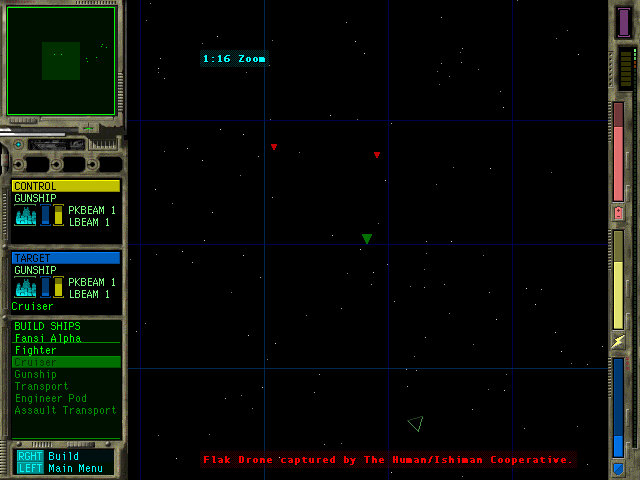 1:16 Zoom
CONTROL
GUNSHIP
PKBEAM 1
LBEAM 1
TARGET
GUNSHIP
PKBEAM 1
LBEAM 1
Cruiser
BUILD SHIPS
Fansi Alpha
Fighter
Cruiser
Gunship
Transport
Engineer Pod
Assault Transport
RGHT Build
LEFT Main Menu
Flak Drone captured by The Human/Ishiman Cooperative.